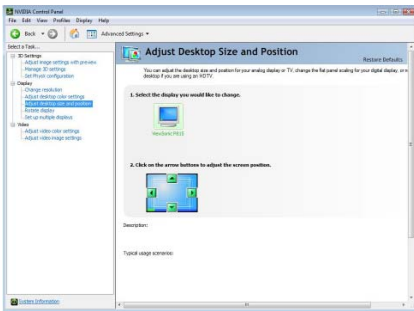 NVIDIA Control Panel
File Edit View Profiles Display Help
Back
Advanced Settings
Select a Task...
3D Settings
Adjust image settings with preview
Manage 3D settings
Set PhysX configuration
Display
Change resolution
Adjust desktop color settings
Adjust desktop size and position
Rotate display
Set up multiple displays
Video
Adjust video color settings
Adjust video image settings
System Information
Adjust Desktop Size and Position
Restore Defaults
You can adjust the desktop size and position for your analog display or TV, change the flat panel scaling for your digital display, or
desktop if you are using an HDTV.
1. Select the display you would like to change.
ViewSonic
2. Click on the arrow buttons to adjust the screen position.
Description:
Typical usage scenarios: